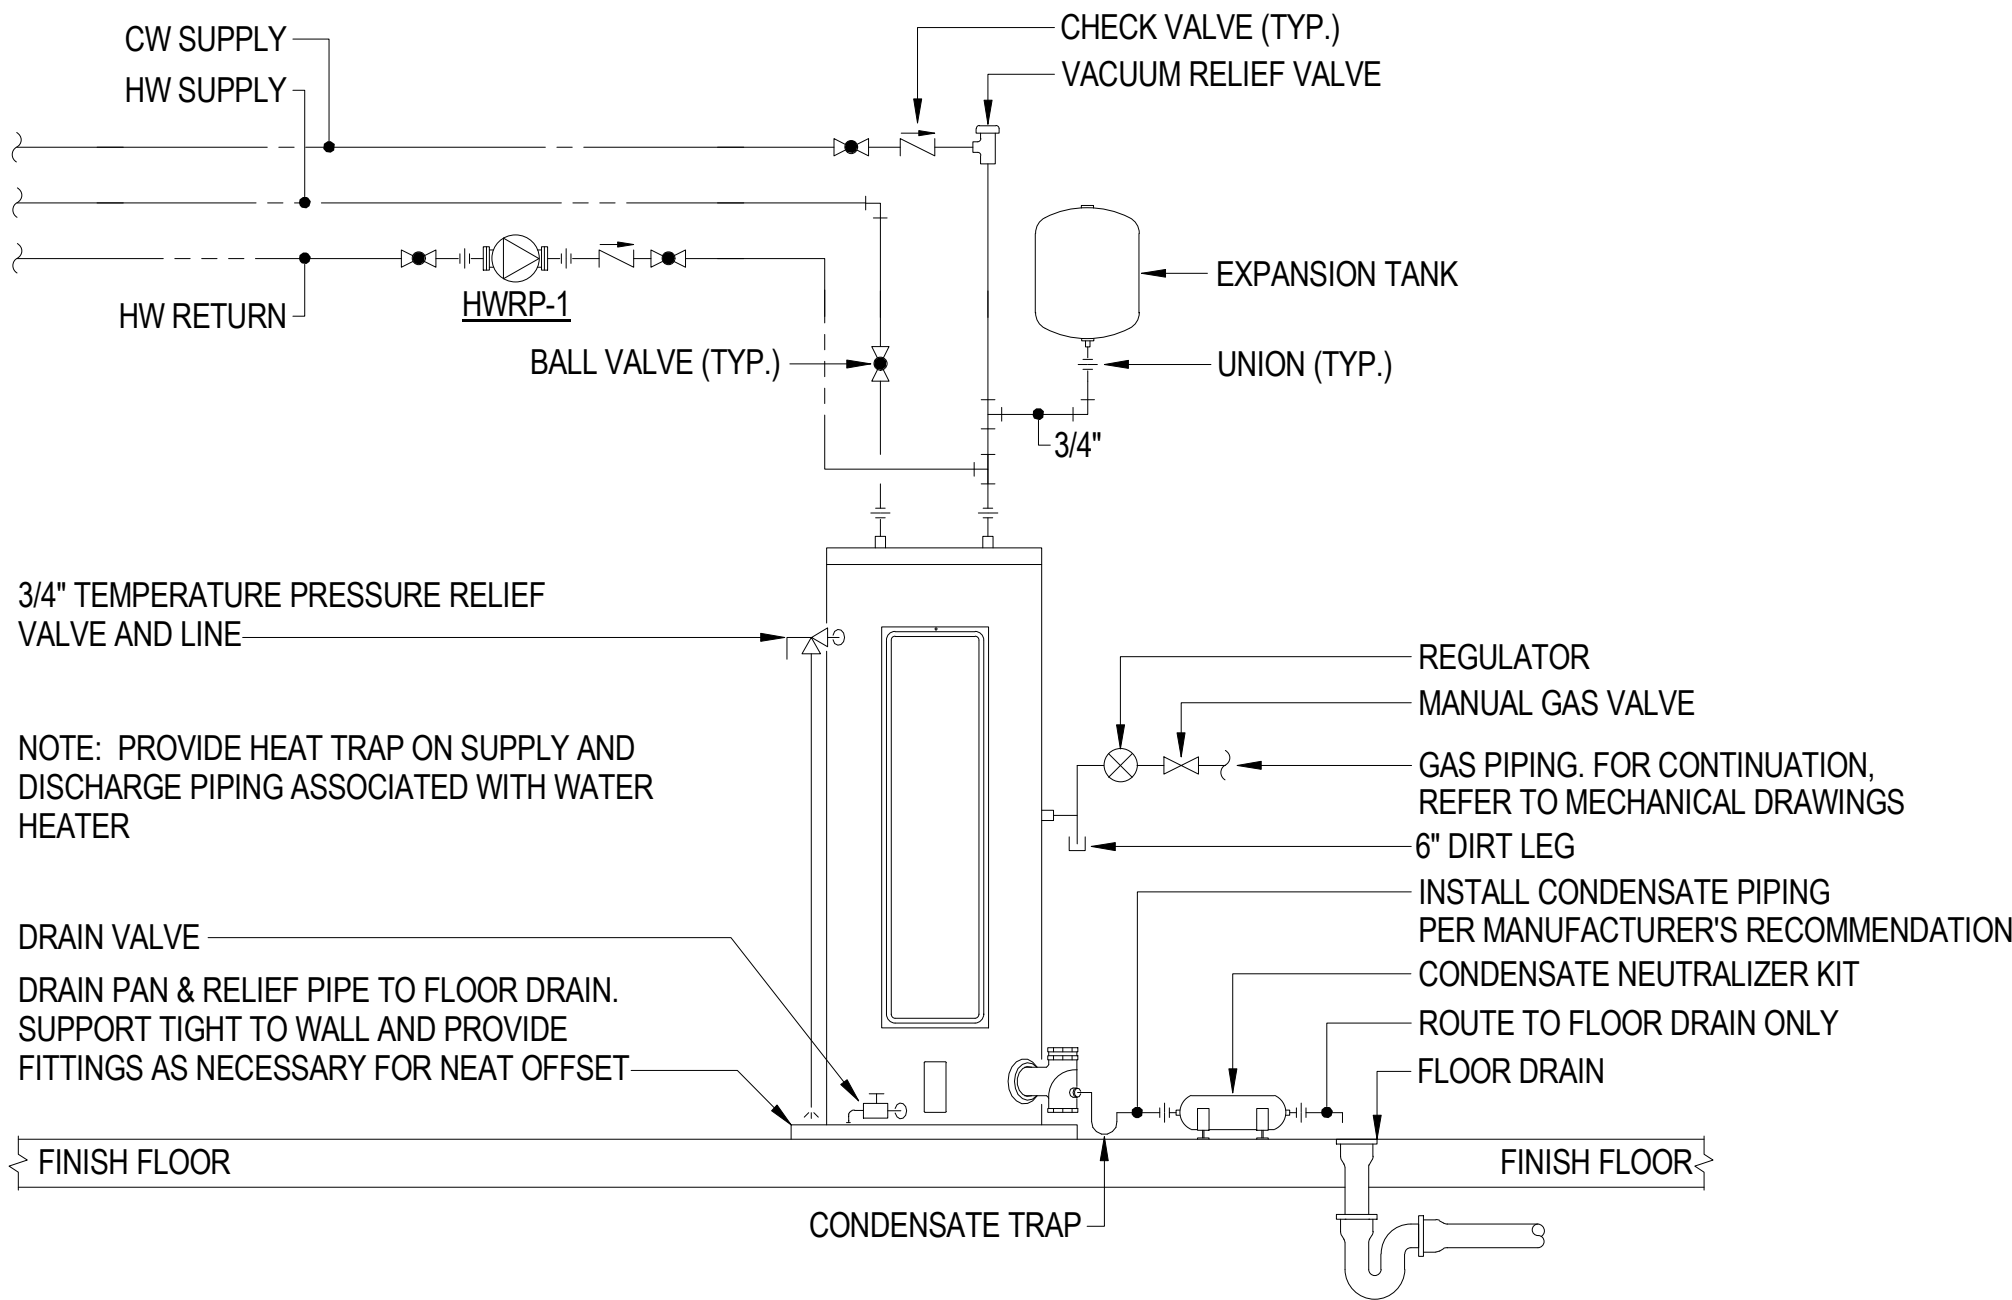 CW SUPPLY
HW SUPPLY
CHECK VALVE (TYP.)
VACUUM RELIEF VALVE
HW RETURN
HWRP-1
EXPANSION TANK
BALL VALVE (TYP.)
UNION (TYP.)
3/4"
3/4" TEMPERATURE PRESSURE RELIEF
VALVE AND LINE
NOTE: PROVIDE HEAT TRAP ON SUPPLY AND
DISCHARGE PIPING ASSOCIATED WITH WATER
HEATER
DRAIN VALVE
DRAIN PAN & RELIEF PIPE TO FLOOR DRAIN.
SUPPORT TIGHT TO WALL AND PROVIDE
FITTINGS AS NECESSARY FOR NEAT OFFSET
REGULATOR
MANUAL GAS VALVE
GAS PIPING. FOR CONTINUATION,
REFER TO MECHANICAL DRAWINGS
6" DIRT LEG
INSTALL CONDENSATE PIPING
PER MANUFACTURER'S RECOMMENDATION
CONDENSATE NEUTRALIZER KIT
ROUTE TO FLOOR DRAIN ONLY
FLOOR DRAIN
FINISH FLOOR
FINISH FLOOR
CONDENSATE TRAP